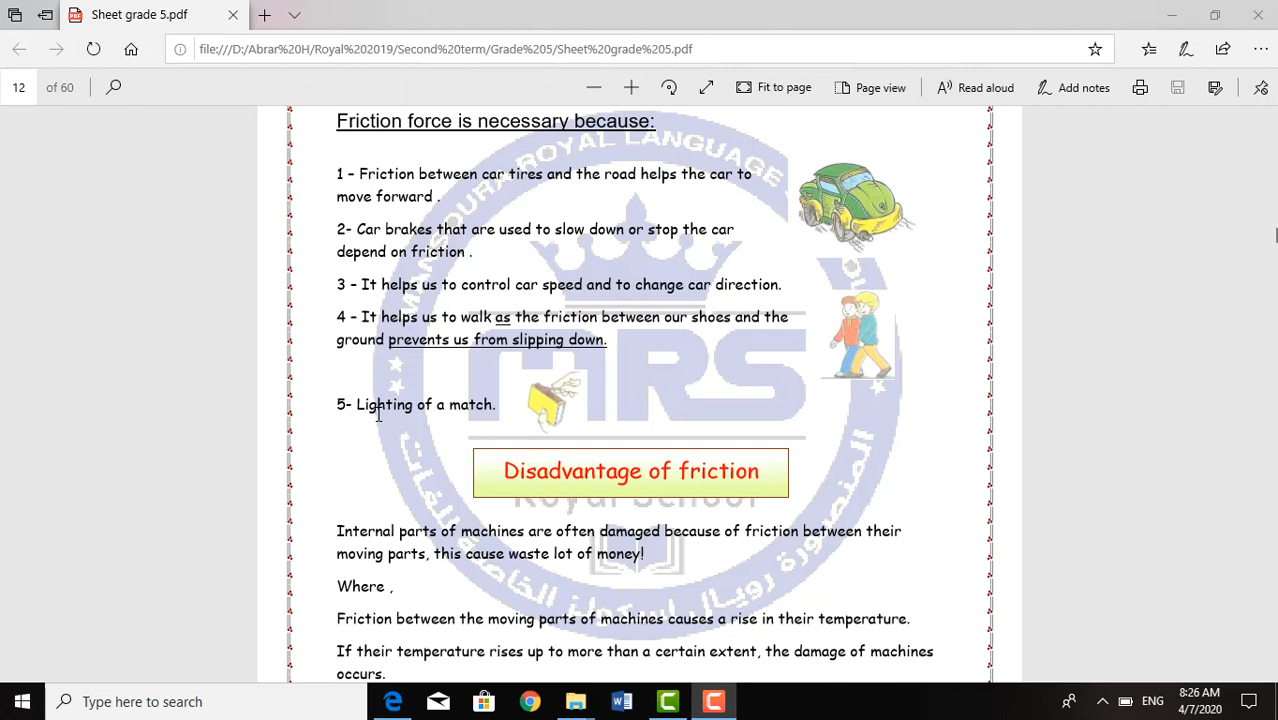 Sheet grade 5.pdf
file:///D:/Abrar%20H/Royal%202019/Second%20term/Grade%205/Sheet%20grade%205.pdf
12 of 60
Fit to page
Page view
Read aloud
Add notes
Friction force is necessary because:
1 – Friction between car tires and the road helps the car to
move forward .
2- Car brakes that are used to slow down or stop the car
depend on friction .
3 – It helps us to control car speed and to change car direction.
4 – It helps us to walk as the friction between our shoes and the
ground prevents us from slipping down.
5- Lighting of a match.
Disadvantage of friction
Internal parts of machines are often damaged because of friction between their
moving parts, this cause waste lot of money!
Where ,
Friction between the moving parts of machines causes a rise in their temperature.
If their temperature rises up to more than a certain extent, the damage of machines
occurs.
MANSOURA ROYAL LANGUAGE
MRS
Royal School
Type here to search
ENG
8:26 AM
4/7/2020